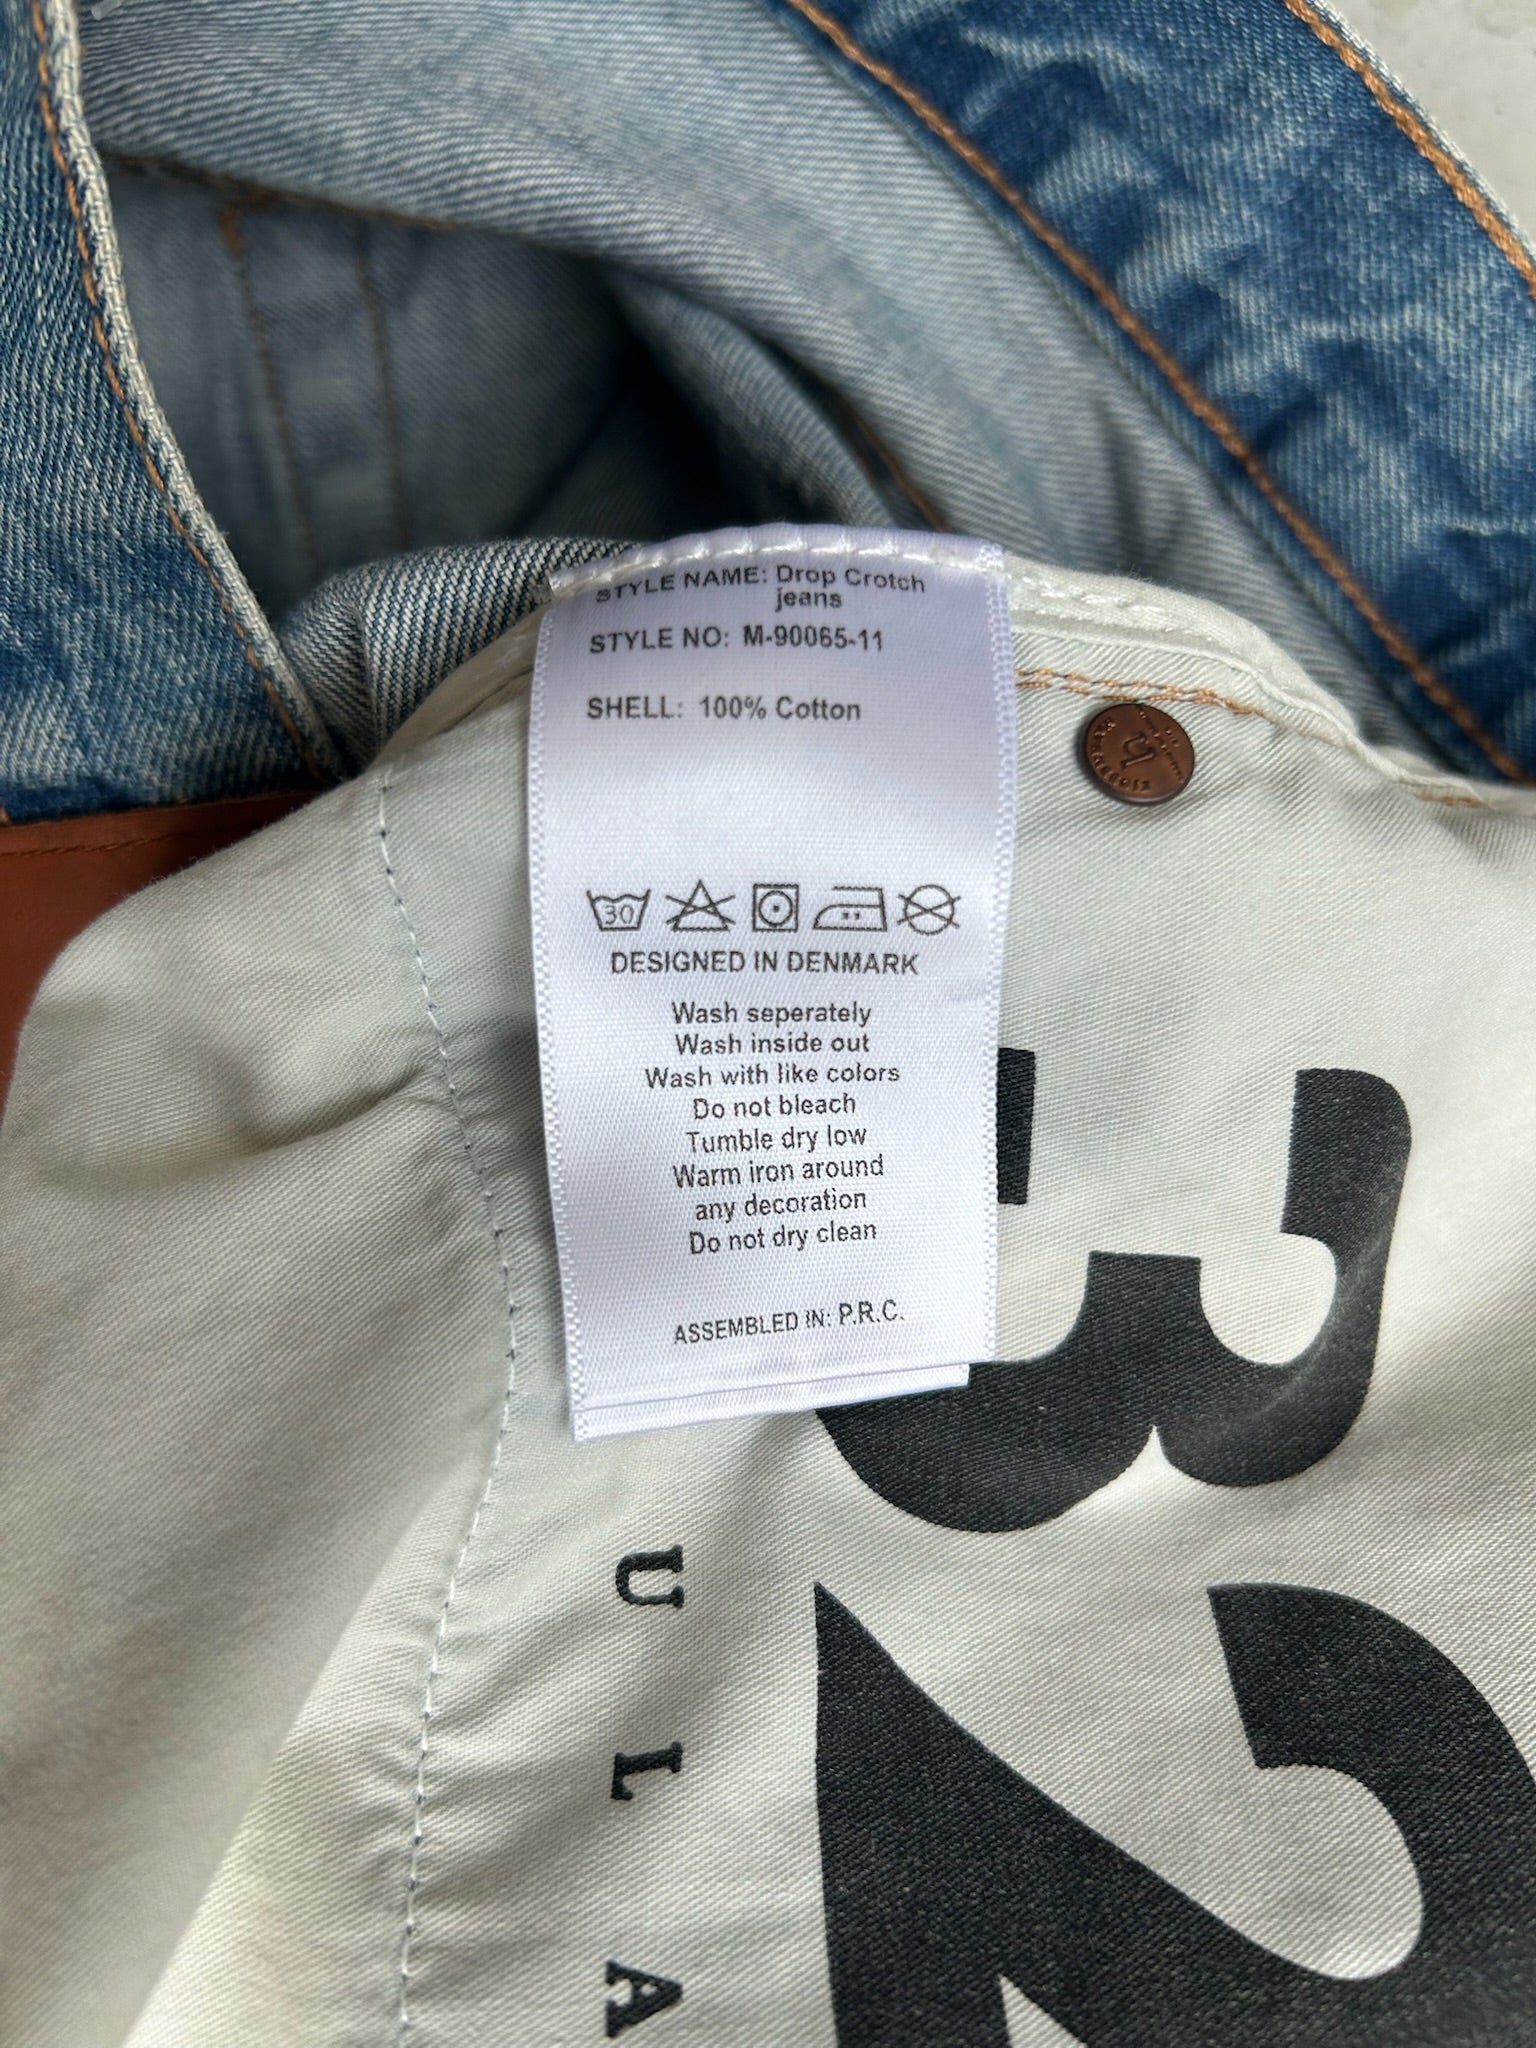 STYLE NAME: Drop Crotch
jeans
STYLE NO: M-90065-11
SHELL: 100% Cotton
30
DESIGNED IN DENMARK
Wash seperately
Wash inside out
Wash with like colors
Do not bleach
Tumble dry low
Warm iron around
any decoration
Do not dry clean
ASSEMBLED IN: P.R.C.
U L A